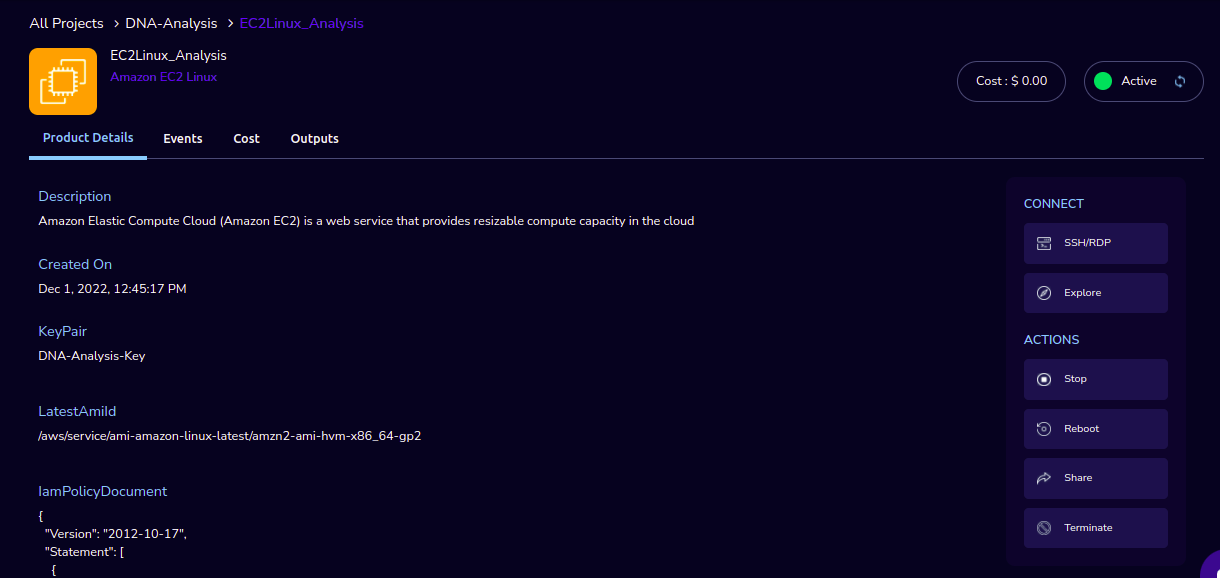 All Projects > DNA-Analysis > EC2Linux_Analysis
EC2Linux_Analysis
Amazon EC2 Linux
Cost : $ 0.00
Active
Product Details
Events
Cost
Outputs
Description
Amazon Elastic Compute Cloud (Amazon EC2) is a web service that provides resizable compute capacity in the cloud
Created On
Dec 1, 2022, 12:45:17 PM
KeyPair
DNA-Analysis-Key
LatestAmiId
/aws/service/ami-amazon-linux-latest/amzn2-ami-hvm-x86_64-gp2
IamPolicyDocument
{
"Version": "2012-10-17",
"Statement": [
{
CONNECT
SSH/RDP
Explore
ACTIONS
Stop
Reboot
Share
Terminate